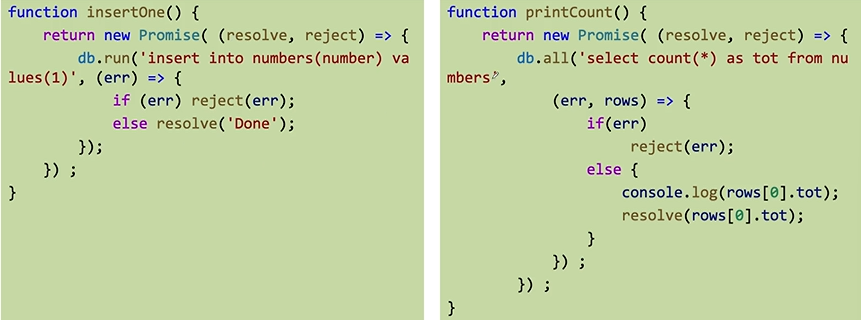 function insertOne() {
return new Promise( (resolve, reject) => {
db.run('insert into numbers(number) va
lues(1)', (err) => {
if (err) reject(err);
else resolve('Done');
});
}) ;
}
function printCount() {
return new Promise( (resolve, reject) => {
db.all('select count(*) as tot from nu
mbers',
(err, rows) => {
if(err)
reject(err);
else {
console.log(rows[0].tot);
resolve(rows[0].tot);
}
}) ;
}) ;
}